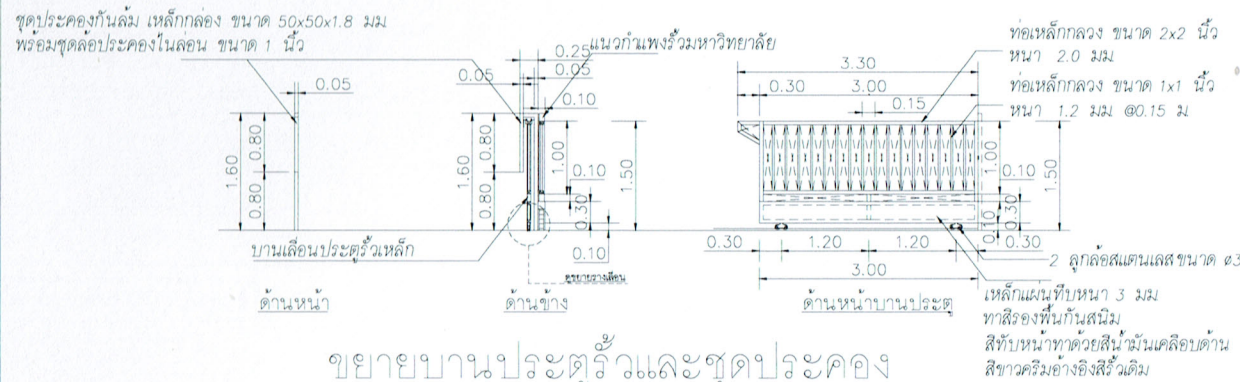 ชุดประคองกันล้ม เหล็กกล่อง ขนาด 50x50x1.8 มม
พร้อมชุดล้อประคองไนล่อน ขนาด 1 นิ้ว
0.05
1.60
0.80
0.80
บานเลื่อนประตูรั้วเหล็ก
ด้านหน้า
แนวกำแพงรั้วมหาวิทยาลัย
0.25
0.05
0.05
0.10
1.60
0.80
0.80
1.00
0.10
0.30
0.10
1.50
ดูขยายรางเลื่อน
ด้านข้าง
ท่อเหล็กกลวง ขนาด 2x2 นิ้ว
หนา 2.0 มม
ท่อเหล็กกลวง ขนาด 1x1 นิ้ว
หนา 1.2 มม @0.15 ม
3.30
0.30 3.00
0.15
1.00
0.10
0.30
0.10
1.50
0.30 1.20 1.20 0.30
3.00
2 ลูกล้อสแตนเลสขนาด ø3
เหล็กแผ่นทึบหนา 3 มม
ทาสีรองพื้นกันสนิม
สีทับหน้าทาด้วยสีน้ำมันเคลือบด้าน
สีขาวครีมอ้างอิงสีรั้วเดิม
ด้านหน้าบานประตู
ขยายบานประตูรั้วและชุดประคอง